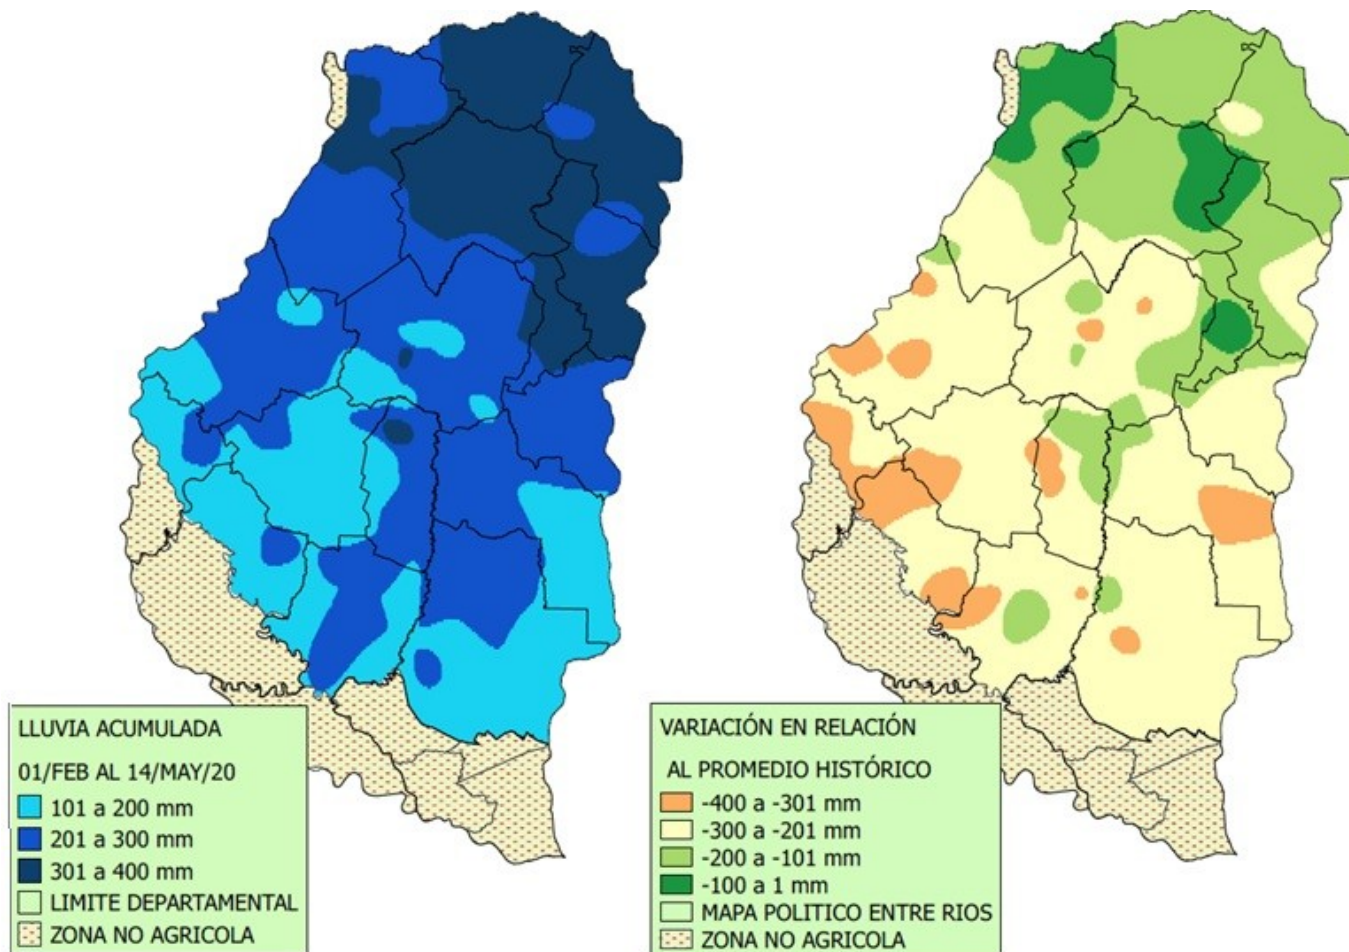 LLUVIA ACUMULADA
01/FEB AL 14/MAY/20
101 a 200 mm
201 a 300 mm
301 a 400 mm
LIMITE DEPARTAMENTAL
ZONA NO AGRICOLA
VARIACIÓN EN RELACIÓN
AL PROMEDIO HISTÓRICO
-400 a -301 mm
-300 a -201 mm
-200 a -101 mm
-100 a 1 mm
MAPA POLITICO ENTRE RIOS
ZONA NO AGRICOLA